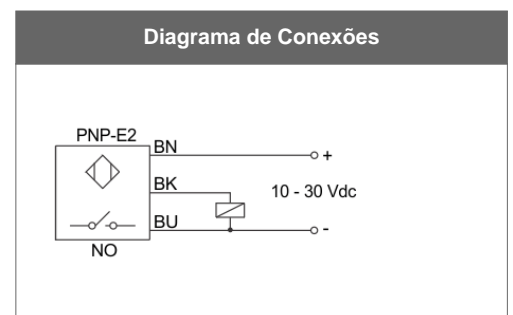 Diagrama de Conexões
PNP-E2
BN
+
BK
10 - 30 Vdc
BU
-
NO